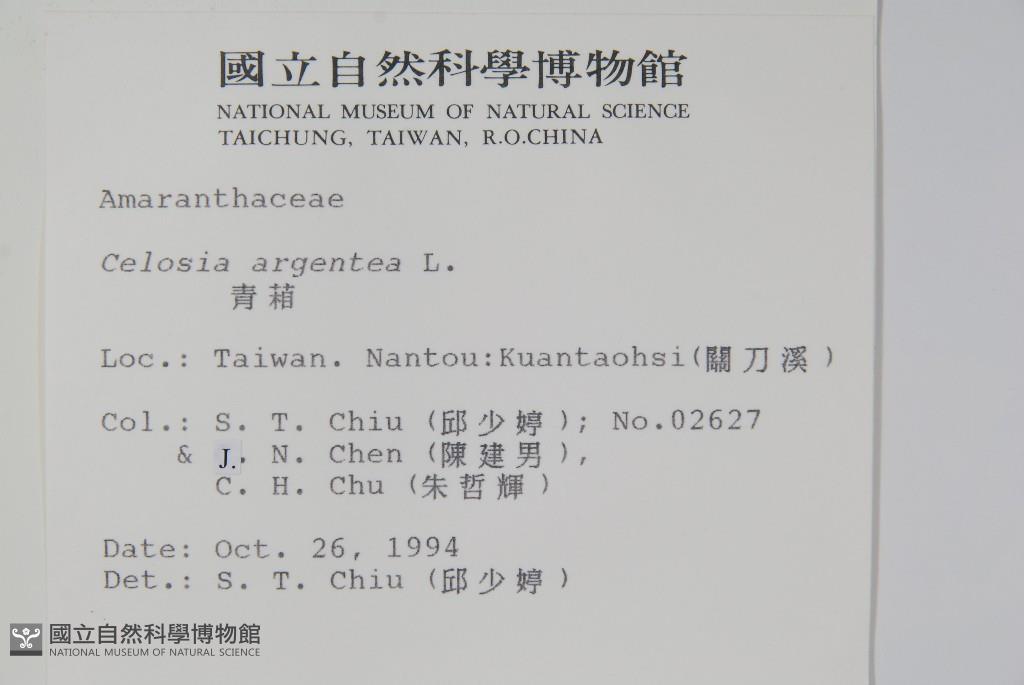 國立自然科學博物館
NATIONAL MUSEUM OF NATURAL SCIENCE
TAICHUNG, TAIWAN, R.O.CHINA
Amaranthaceae
Celosia argentea L.
青葙
Loc.: Taiwan. Nantou:Kuantaohsi(關刀溪)
Col.: S. T. Chiu (邱少婷); No.02627
& J.. N. Chen (陳建男),
C. H. Chu (朱哲輝)
Date: Oct. 26, 1994
Det.: S. T. Chiu (邱少婷)
國立自然科學博物館
NATIONAL MUSEUM OF NATURAL SCIENCE